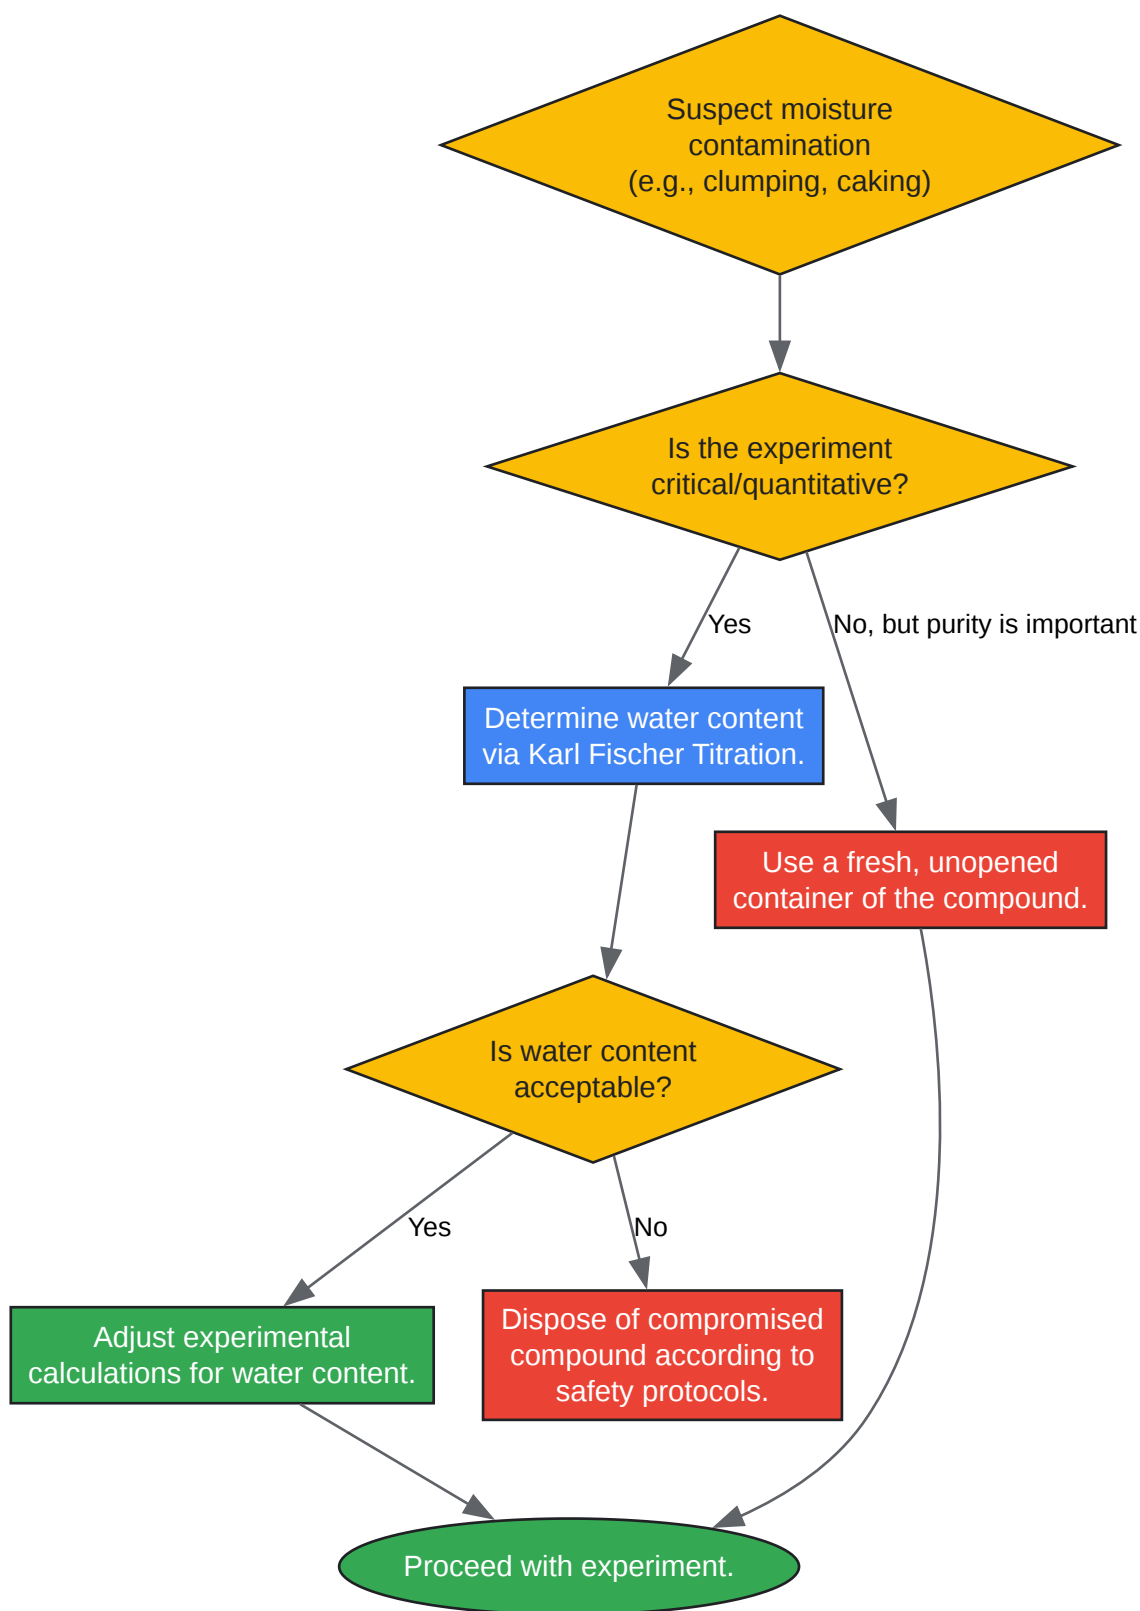 Suspect moisture
contamination
(e.g., clumping, caking)
Is the experiment
critical/quantitative?
Yes
No, but purity is important
Determine water content
via Karl Fischer Titration.
Use a fresh, unopened
container of the compound.
Is water content
acceptable?
Yes
No
Adjust experimental
calculations for water content.
Dispose of compromised
compound according to
safety protocols.
Proceed with experiment.